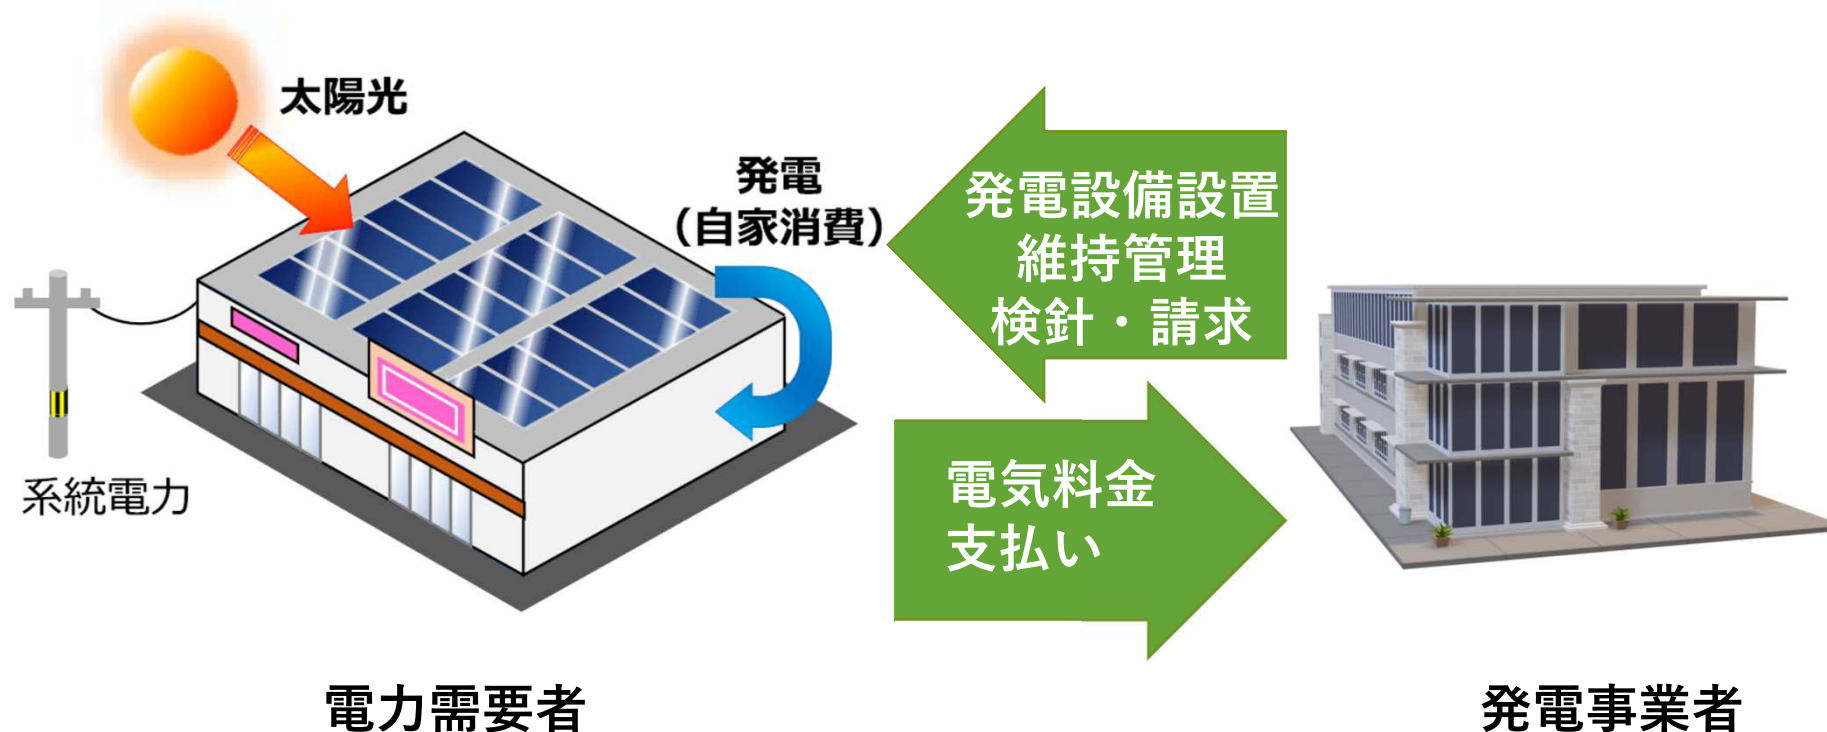 太陽光
発電
（自家消費）
系統電力
発電設備設置
維持管理
検針・請求
電気料金
支払い
電力需要者
発電事業者